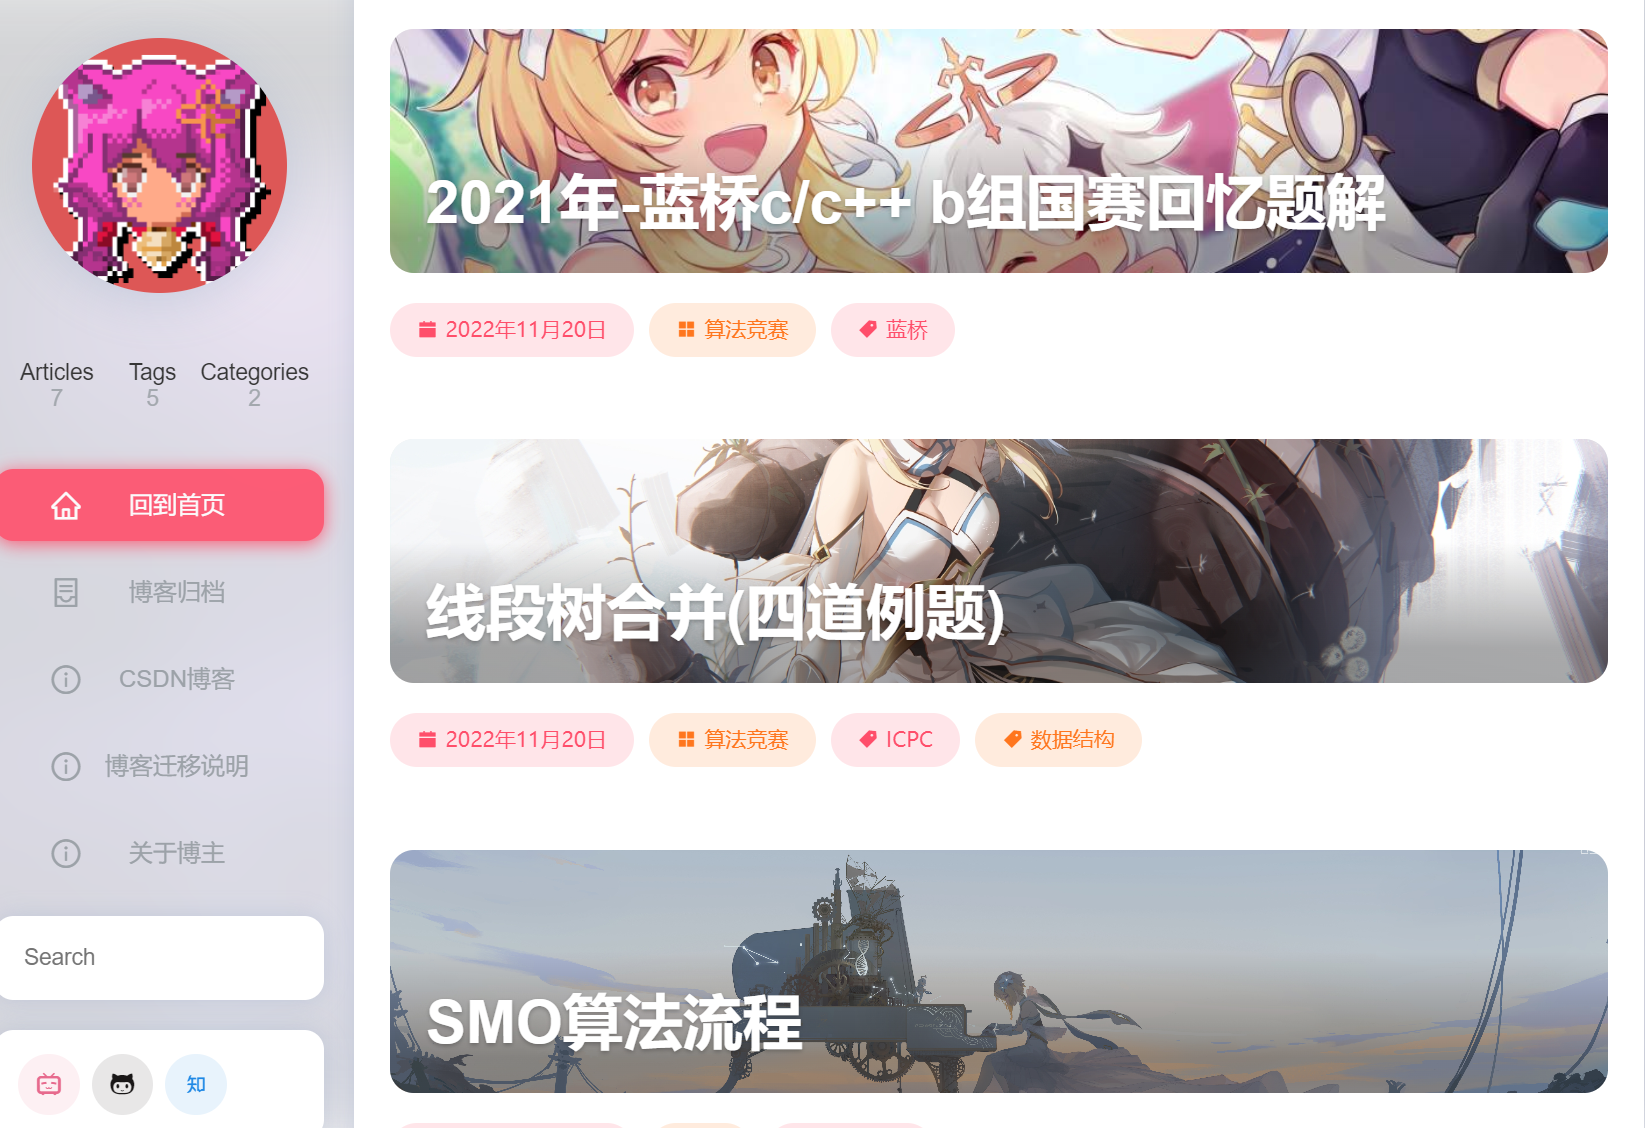 Articles
7
Tags
5
Categories
2
回到首页
博客归档
CSDN博客
博客迁移说明
关于博主
Search
知
2021年-蓝桥c/c++ b组国赛回忆题解
2022年11月20日
算法竞赛
蓝桥
线段树合并(四道例题)
2022年11月20日
算法竞赛
ICPC
数据结构
SMO算法流程